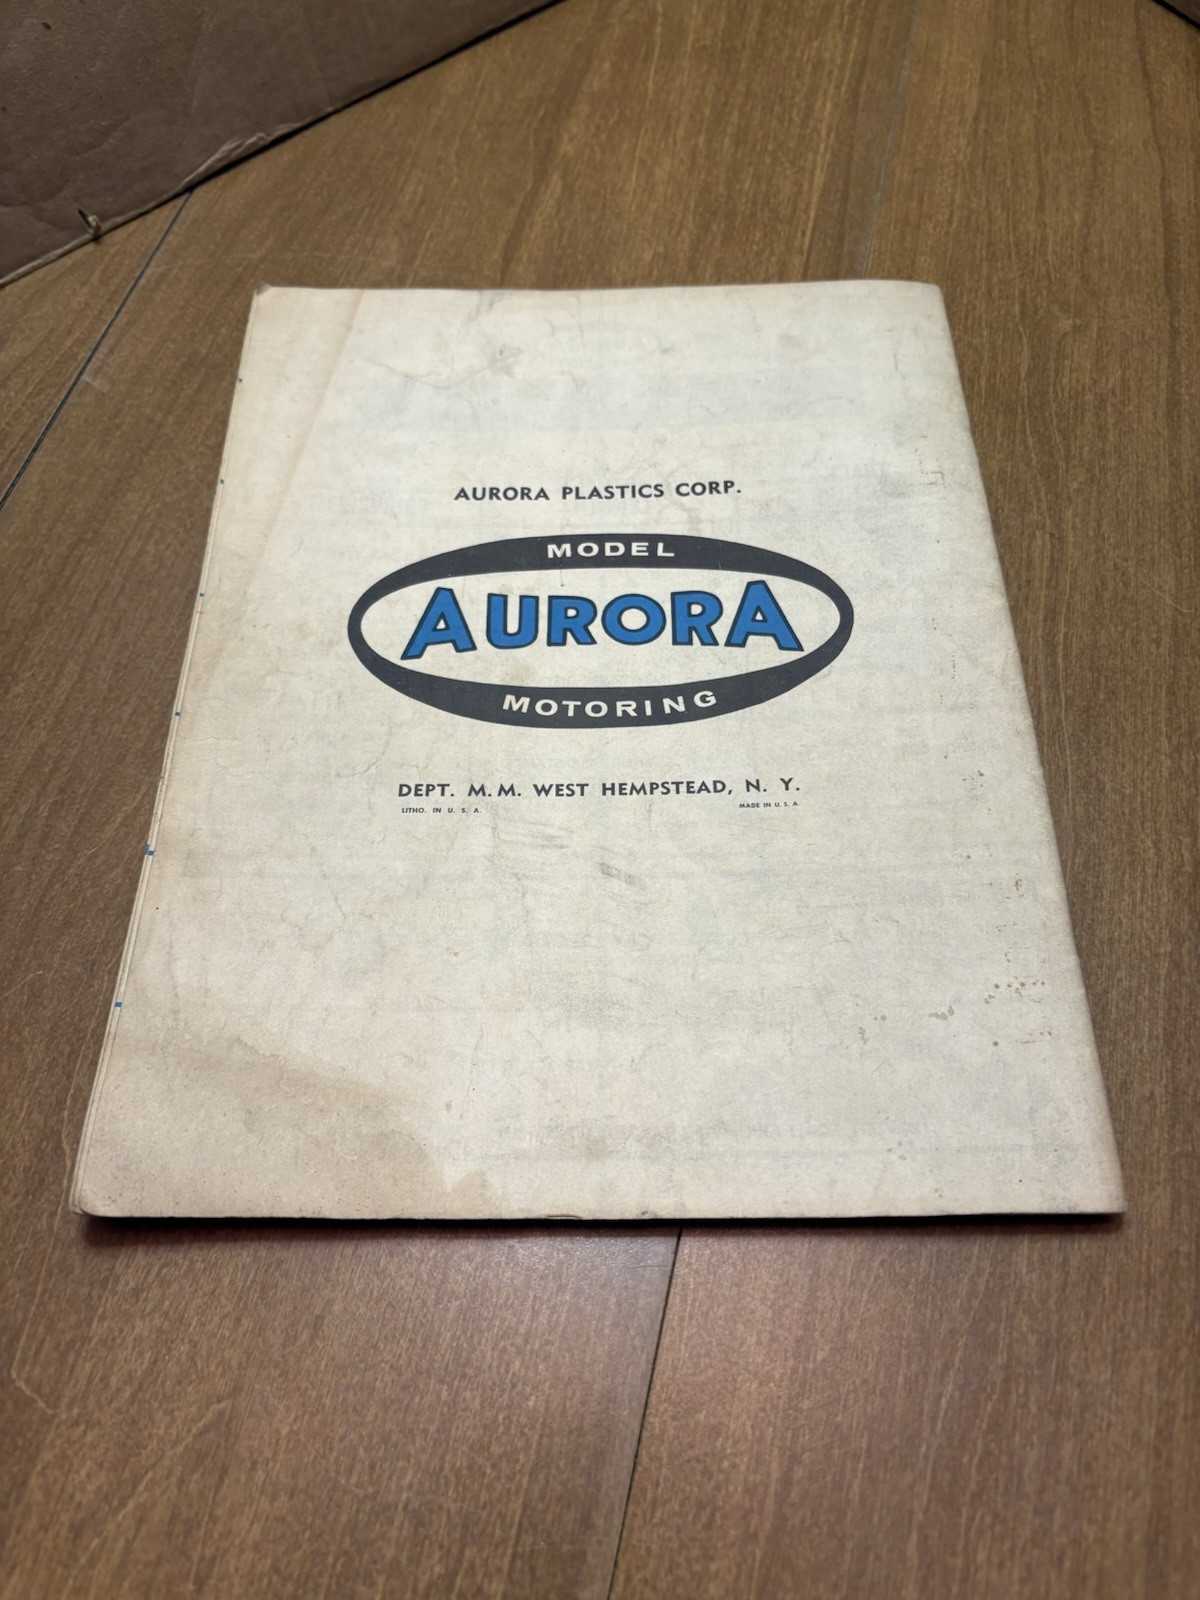 AURORA PLASTICS CORP.
MODEL
AURORA
MOTORING
DEPT. M. M. WEST HEMPSTEAD, N. Y.
LITHO. IN U. S. A. MADE IN U. S. A.